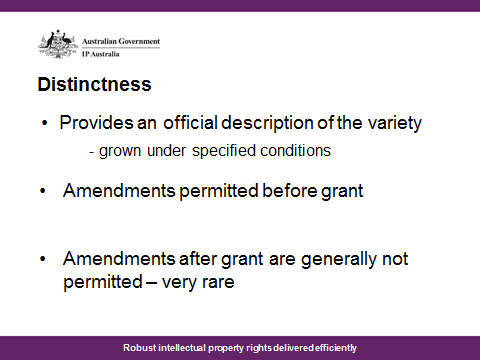 Australian Government
IP Australia
Distinctness
• Provides an official description of the variety
- grown under specified conditions
• Amendments permitted before grant
• Amendments after grant are generally not
permitted – very rare
Robust intellectual property rights delivered efficiently